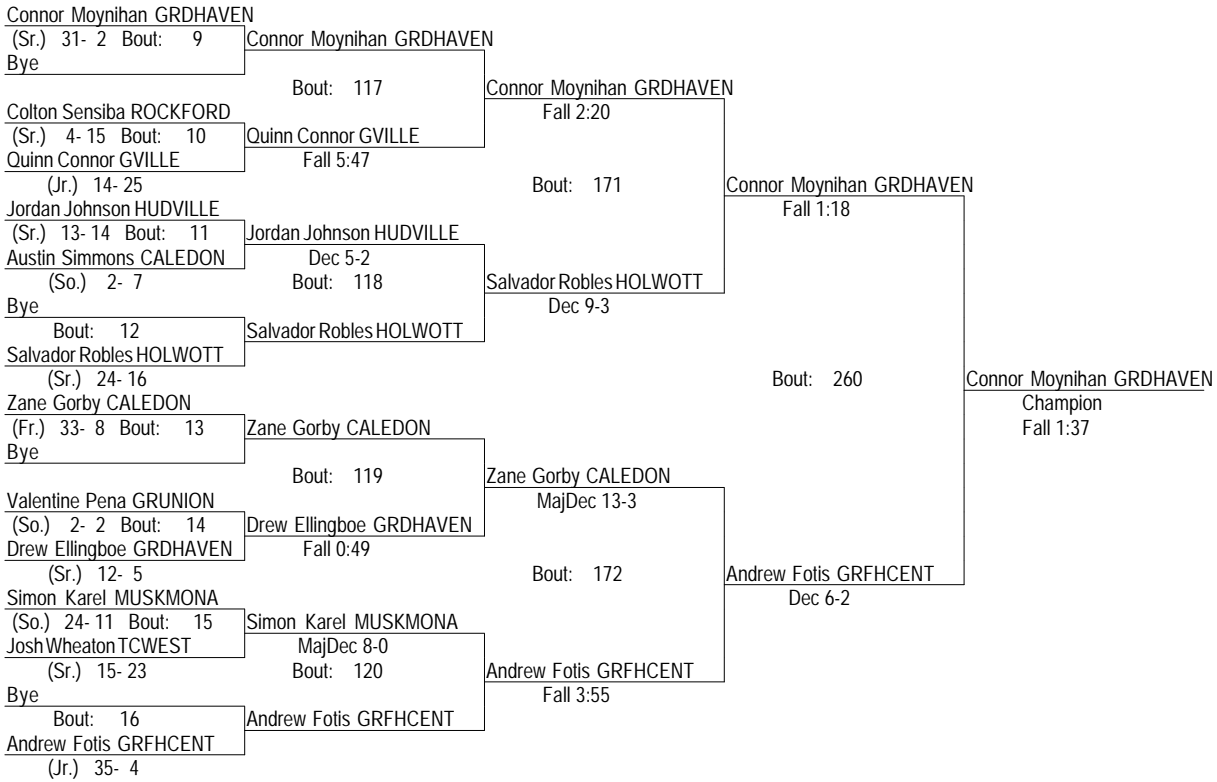 Connor Moynihan GRDHAVEN
(Sr.) 31- 2 Bout: 9
Bye
Colton Sensiba ROCKFORD
(Sr.) 4- 15 Bout: 10
Quinn Connor GVILLE
(Jr.) 14- 25
Jordan Johnson HUDVILLE
(Sr.) 13- 14 Bout: 11
Austin Simmons CALEDON
(So.) 2- 7
Bye
Bout: 12
Salvador Robles HOLWOTT
(Sr.) 24- 16
Zane Gorby CALEDON
(Fr.) 33- 8 Bout: 13
Bye
Valentine Pena GRUNION
(So.) 2- 2 Bout: 14
Drew Ellingboe GRDHAVEN
(Sr.) 12- 5
Simon Karel MUSKMONA
(So.) 24- 11 Bout: 15
Josh Wheaton TCWEST
(Sr.) 15- 23
Bye
Bout: 16
Andrew Fotis GRFHCENT
(Jr.) 35- 4
Connor Moynihan GRDHAVEN
Bout: 117
Quinn Connor GVILLE
Fall 5:47
Jordan Johnson HUDVILLE
Dec 5-2
Bout: 118
Salvador Robles HOLWOTT
Zane Gorby CALEDON
Bout: 119
Drew Ellingboe GRDHAVEN
Fall 0:49
Simon Karel MUSKMONA
MajDec 8-0
Bout: 120
Andrew Fotis GRFHCENT
Connor Moynihan GRDHAVEN
Fall 2:20
Bout: 171
Salvador Robles HOLWOTT
Dec 9-3
Zane Gorby CALEDON
MajDec 13-3
Bout: 172
Andrew Fotis GRFHCENT
Fall 3:55
Connor Moynihan GRDHAVEN
Fall 1:18
Bout: 260
Andrew Fotis GRFHCENT
Dec 6-2
Connor Moynihan GRDHAVEN
Champion
Fall 1:37